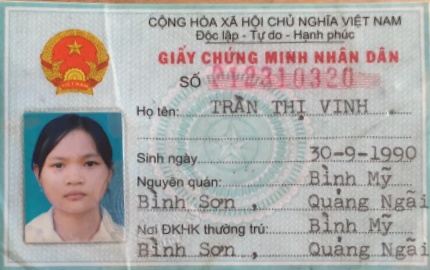 CỘNG HÒA XÃ HỘI CHỦ NGHĨA VIỆT NAM
Độc lập - Tự do - Hạnh phúc
GIẤY CHỨNG MINH NHÂN DÂN
SỐ 212310320
Họ tên: TRẦN THỊ VINH
Sinh ngày 30-9-1990
Nguyên quán: Bình Mỹ
Bình Sơn , Quảng Ngãi
Nơi ĐKHK thường trú: Bình Mỹ
Bình Sơn , Quảng Ngãi